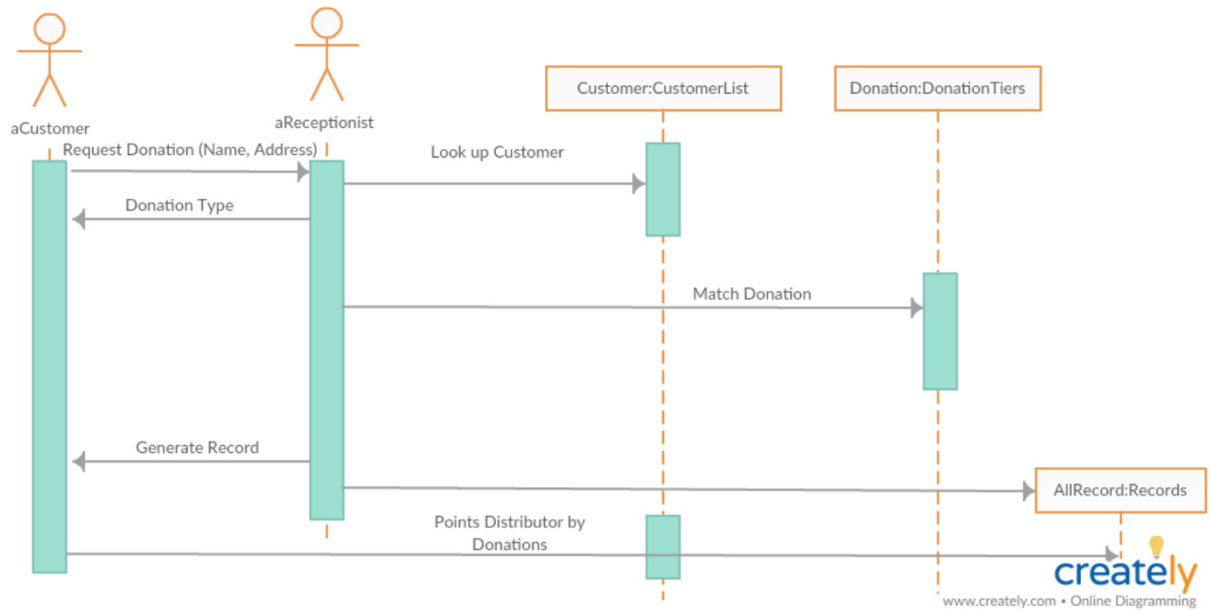 Customer:CustomerList
Donation:DonationTiers
aCustomer
aReceptionist
Request Donation (Name, Address)
Look up Customer
Donation Type
Match Donation
Generate Record
AllRecord:Records
Points Distributor by
Donations
creately
www.creately.com • Online Diagramming